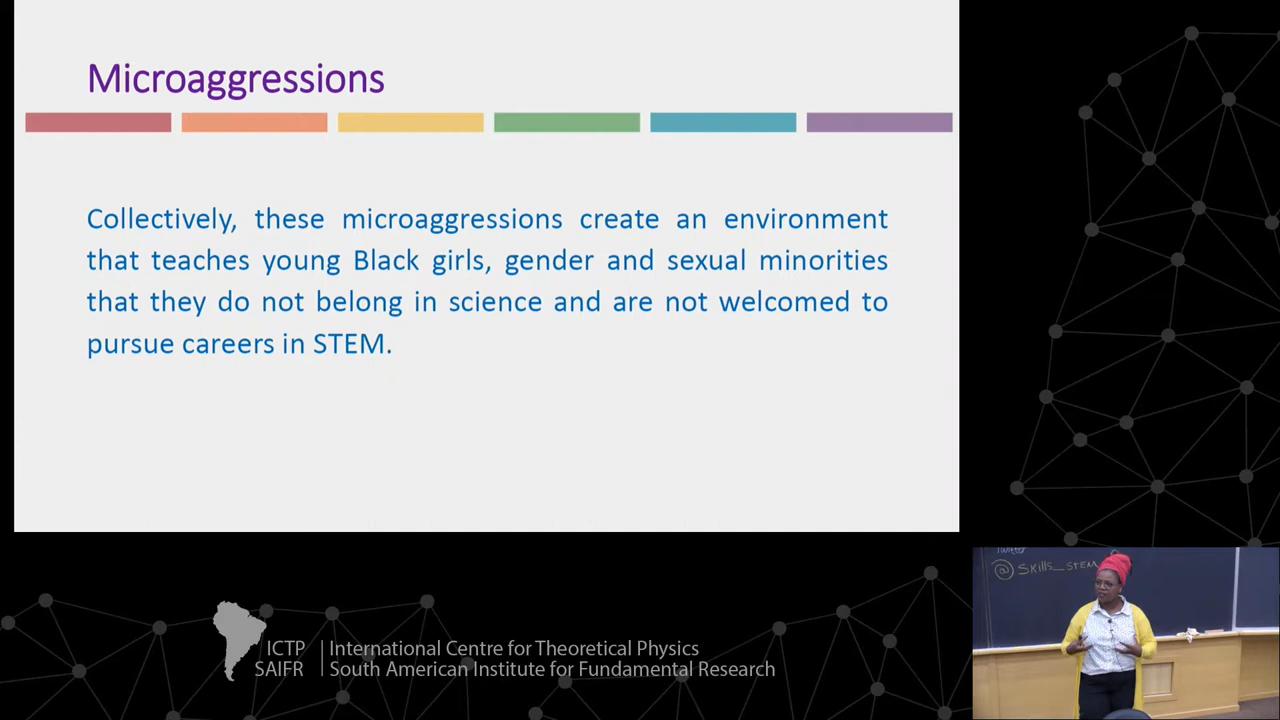 Microaggressions
Collectively, these microaggressions create an environment
that teaches young Black girls, gender and sexual minorities
that they do not belong in science and are not welcomed to
pursue careers in STEM.
Twitter
@ Skills_STEM
ICTP
SAIFR
International Centre for Theoretical Physics
South American Institute for Fundamental Research